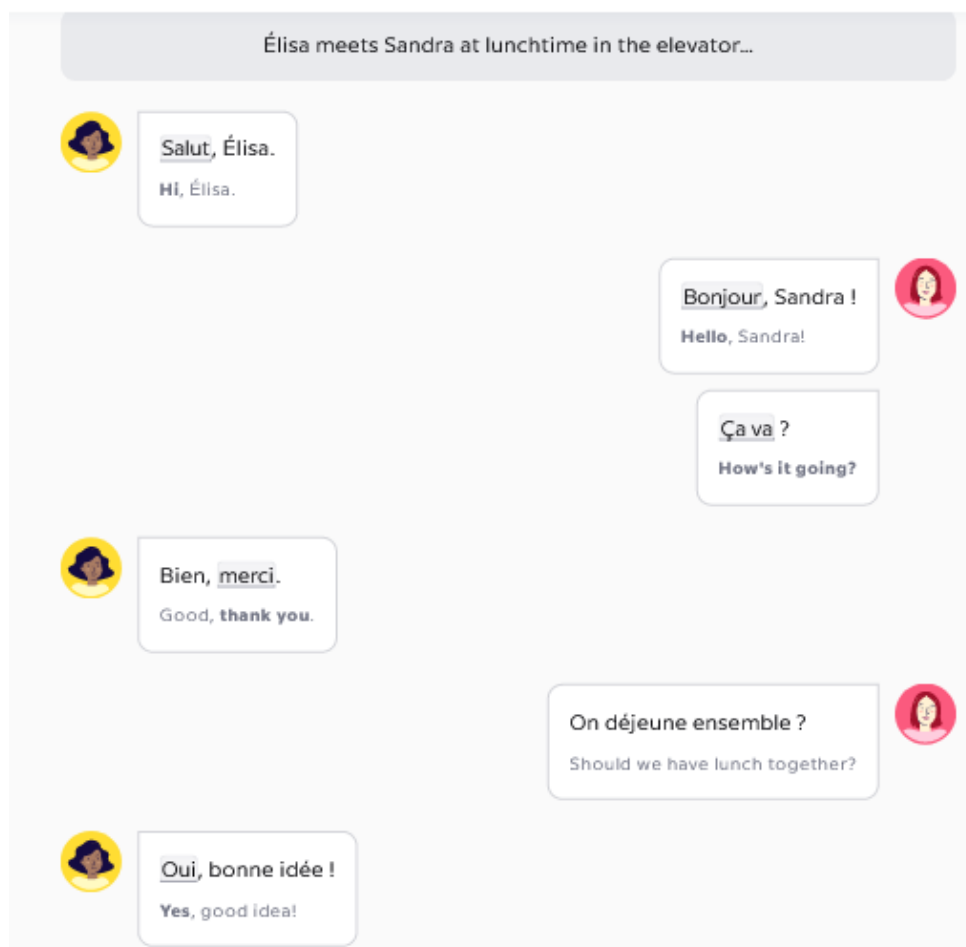 Élisa meets Sandra at lunchtime in the elevator...
Salut, Élisa.
Hi, Élisa.
Bonjour, Sandra !
Hello, Sandra!
Ça va ?
How's it going?
Bien, merci.
Good, thank you.
On déjeune ensemble ?
Should we have lunch together?
Oui, bonne idée !
Yes, good idea!